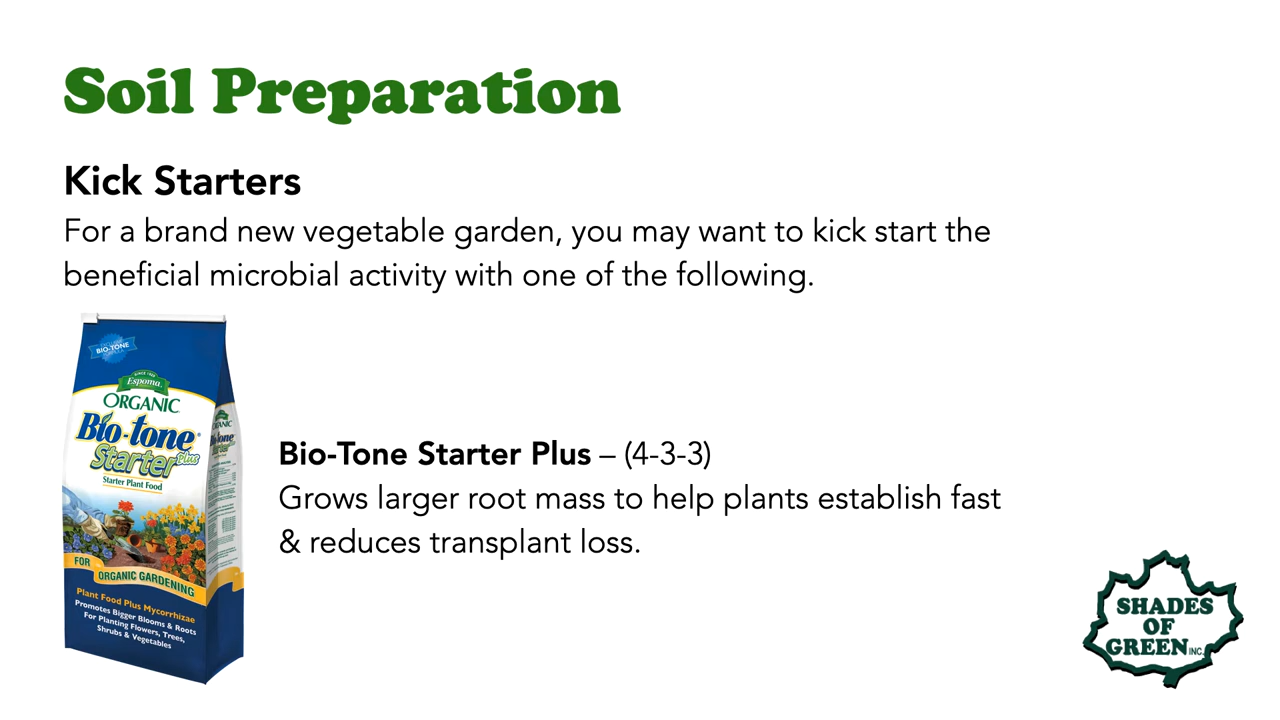 Soil Preparation
Kick Starters
For a brand new vegetable garden, you may want to kick start the
beneficial microbial activity with one of the following.
BIO-TONE
SINCE 1929
Espoma
ORGANIC
Bio-tone®
Starter Plus
Starter Plant Food
FOR
ORGANIC GARDENING
Plant Food Plus Mycorrhizae
Promotes Bigger Blooms & Roots
For Planting Flowers, Trees,
Shrubs & Vegetables
Bio-Tone Starter Plus – (4-3-3)
Grows larger root mass to help plants establish fast
& reduces transplant loss.
SHADES
OF
GREEN INC.